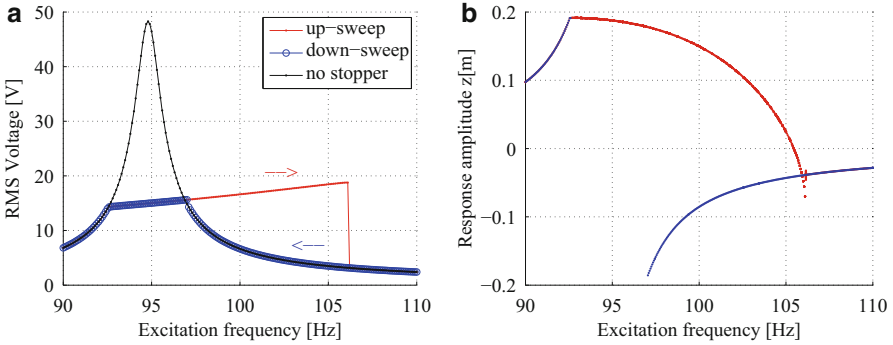 a
RMS Voltage [V]
50
40
30
20
10
0
90
95
100
105
110
Excitation frequency [Hz]
up−sweep
down−sweep
no stopper
−−>
<−−
b
Response amplitude z[m]
0.2
0.1
0
−0.1
−0.2
90
95
100
105
110
Excitation frequency [Hz]